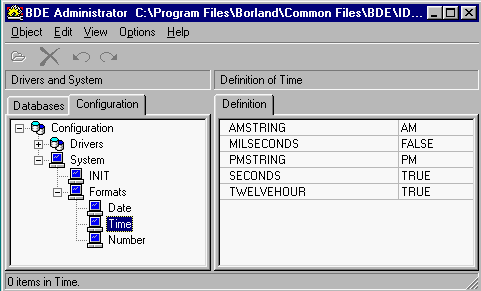 BDE Administrator C:\Program Files\Borland\Common Files\BDE\ID...
Object Edit View Options Help
Drivers and System
Definition of Time
Databases Configuration
Definition
Configuration
Drivers
System
INIT
Formats
Date
Time
Number
AMSTRING AM
MILSECONDS FALSE
PMSTRING PM
SECONDS TRUE
TWELVEHOUR TRUE
0 items in Time.